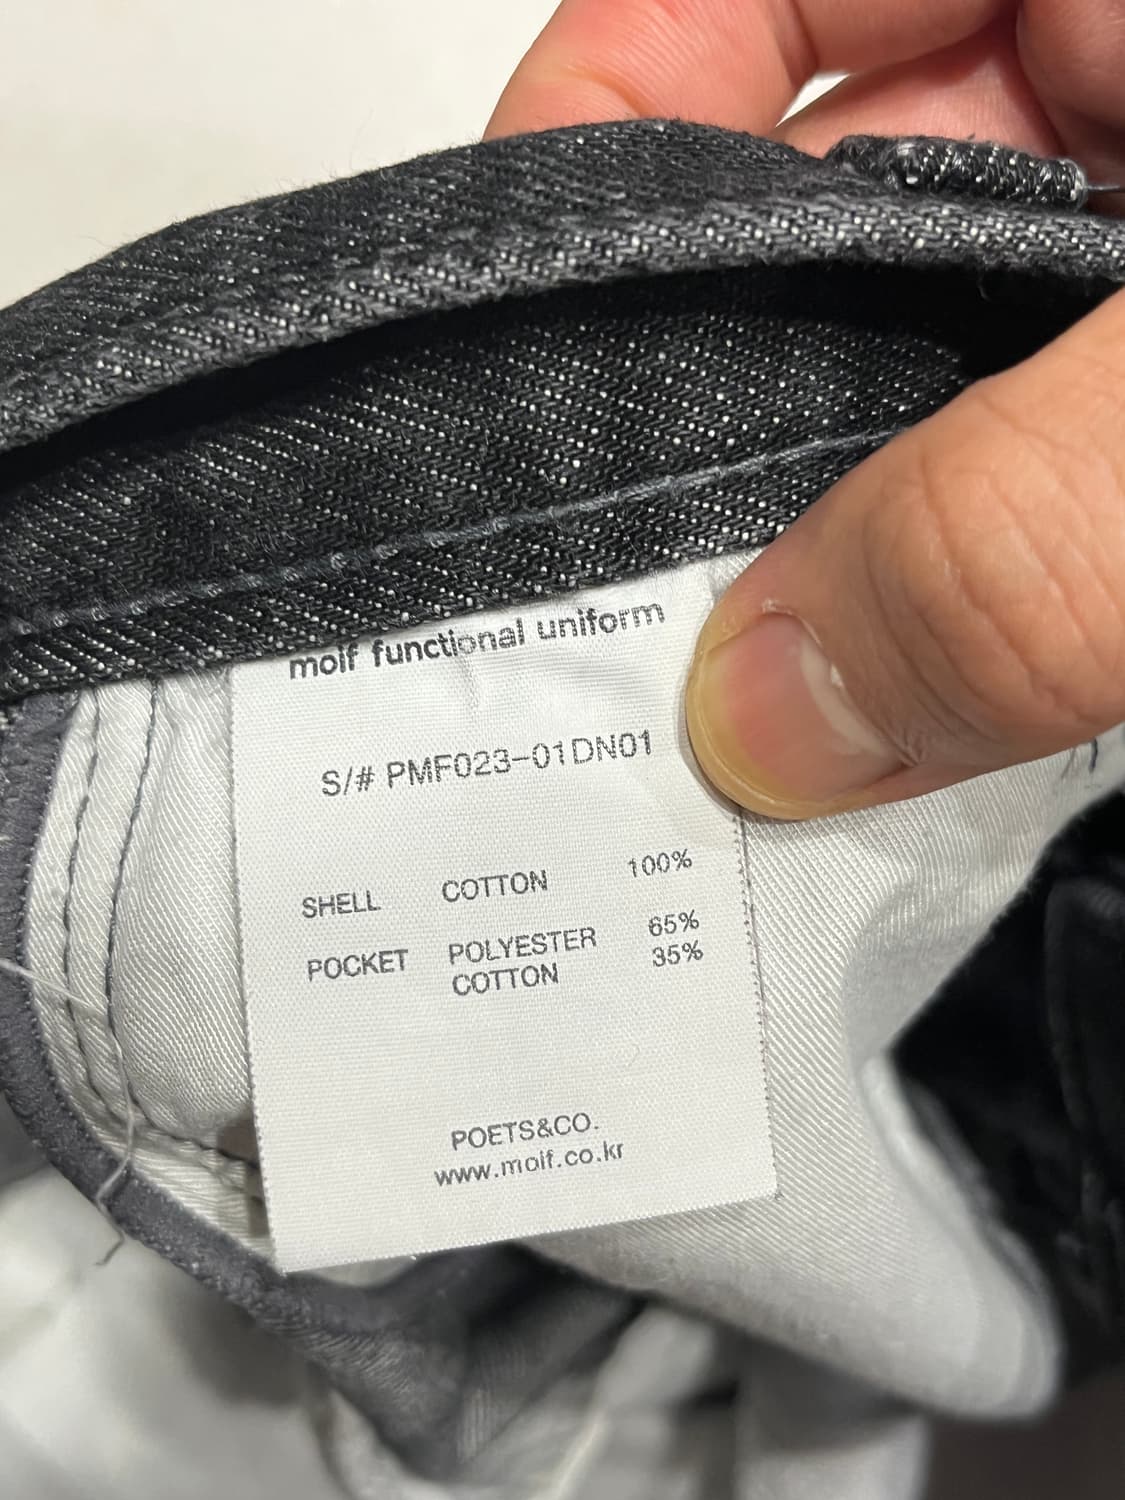 moif functional uniform
S/# PMF023-01DN01
SHELL COTTON 100%
POCKET POLYESTER 65%
COTTON 35%
POETS&CO.
www.moif.co.kr